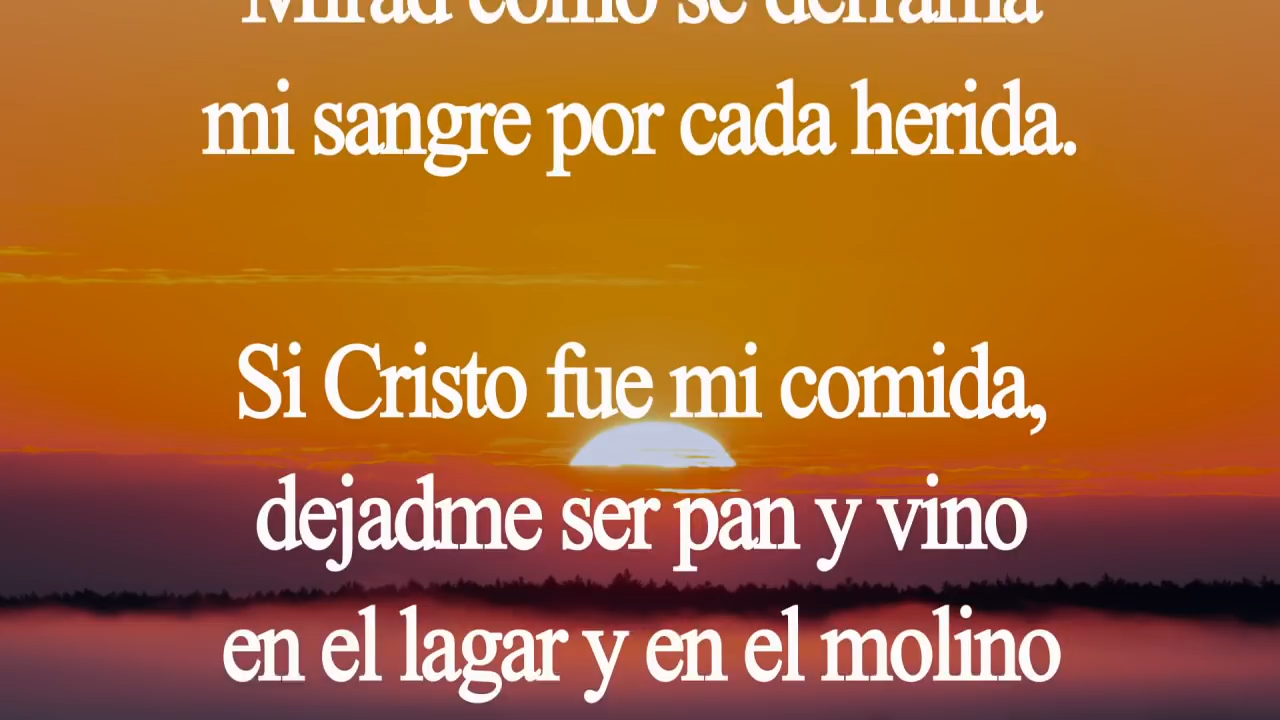 Mirad cómo se derrama
mi sangre por cada herida.
Si Cristo fue mi comida,
dejadme ser pan y vino
en el lagar y en el molino